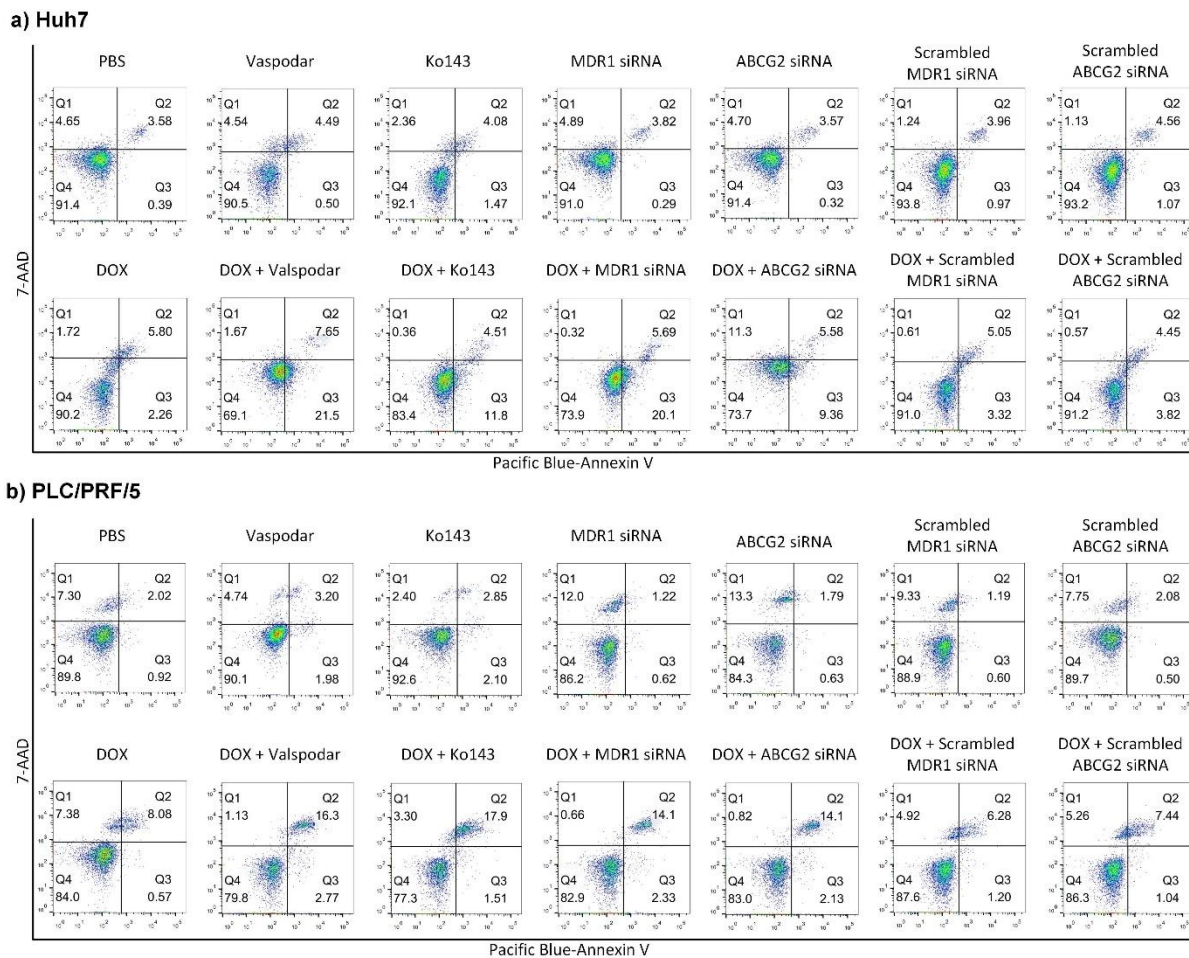 a) Huh7
PBS
Vaspodar
Ko143
MDR1 siRNA
ABCG2 siRNA
Scrambled
MDR1 siRNA
Scrambled
ABCG2 siRNA
Q1 Q2
4.65 3.58
Q4 Q3
91.4 0.39
Q1 Q2
4.54 4.49
Q4 Q3
90.5 0.50
Q1 Q2
2.36 4.08
Q4 Q3
92.1 1.47
Q1 Q2
4.89 3.82
Q4 Q3
91.0 0.29
Q1 Q2
4.70 3.57
Q4 Q3
91.4 0.32
Q1 Q2
1.24 3.96
Q4 Q3
93.8 0.97
Q1 Q2
1.13 4.56
Q4 Q3
93.2 1.07
7-AAD
DOX
DOX + Valspodar
DOX + Ko143
DOX + MDR1 siRNA
DOX + ABCG2 siRNA
DOX + Scrambled
MDR1 siRNA
DOX + Scrambled
ABCG2 siRNA
Q1 Q2
1.72 5.80
Q4 Q3
90.2 2.26
Q1 Q2
1.67 7.65
Q4 Q3
69.1 21.5
Q1 Q2
0.36 4.51
Q4 Q3
83.4 11.8
Q1 Q2
0.32 5.69
Q4 Q3
73.9 20.1
Q1 Q2
11.3 5.58
Q4 Q3
73.7 9.36
Q1 Q2
0.61 5.05
Q4 Q3
91.0 3.32
Q1 Q2
0.57 4.45
Q4 Q3
91.2 3.82
Pacific Blue-Annexin V
b) PLC/PRF/5
PBS
Vaspodar
Ko143
MDR1 siRNA
ABCG2 siRNA
Scrambled
MDR1 siRNA
Scrambled
ABCG2 siRNA
Q1 Q2
7.30 2.02
Q4 Q3
89.8 0.92
Q1 Q2
4.74 3.20
Q4 Q3
90.1 1.98
Q1 Q2
2.40 2.85
Q4 Q3
92.6 2.10
Q1 Q2
12.0 1.22
Q4 Q3
86.2 0.62
Q1 Q2
13.3 1.79
Q4 Q3
84.3 0.63
Q1 Q2
9.33 1.19
Q4 Q3
88.9 0.60
Q1 Q2
7.75 2.08
Q4 Q3
89.7 0.50
7-AAD
DOX
DOX + Valspodar
DOX + Ko143
DOX + MDR1 siRNA
DOX + ABCG2 siRNA
DOX + Scrambled
MDR1 siRNA
DOX + Scrambled
ABCG2 siRNA
Q1 Q2
7.38 8.08
Q4 Q3
84.0 0.57
Q1 Q2
1.13 16.3
Q4 Q3
79.8 2.77
Q1 Q2
3.30 17.9
Q4 Q3
77.3 1.51
Q1 Q2
0.66 14.1
Q4 Q3
82.9 2.33
Q1 Q2
0.82 14.1
Q4 Q3
83.0 2.13
Q1 Q2
4.92 6.28
Q4 Q3
87.6 1.20
Q1 Q2
5.26 7.44
Q4 Q3
86.3 1.04
Pacific Blue-Annexin V